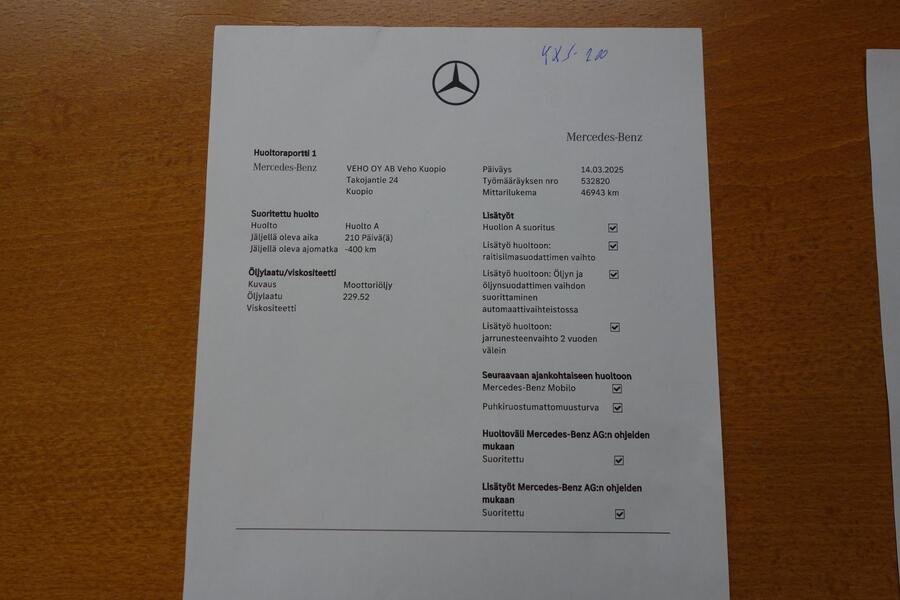 Mercedes-Benz
Huoltoraportti 1
Mercedes-Benz
VEHO OY AB Veho Kuopio
Takojantie 24
Kuopio
Päiväys 14.03.2025
Työmääräyksen nro 532820
Mittarilukema 46943 km
Suoritettu huolto
Huolto Huolto A
Jäljellä oleva aika 210 Päivä(ä)
Jäljellä oleva ajomatka -400 km
Öljylaatu/viskositeetti
Kuvaus Moottoriöljy
Öljylaatu 229.52
Viskositeetti
Lisätyöt
Huollon A suoritus
Lisätyö huoltoon:
raitisilmasuodattimen vaihto
Lisätyö huoltoon: Öljyn ja
öljynsuodattimen vaihdon
suorittaminen
automaattivaihteistossa
Lisätyö huoltoon:
jarrunesteenvaihto 2 vuoden
välein
Seuraavaan ajankohtaiseen huoltoon
Mercedes-Benz Mobilo
Puhkiruostumattomuusturva
Huoltoväli Mercedes-Benz AG:n ohjeiden
mukaan
Suoritettu
Lisätyöt Mercedes-Benz AG:n ohjeiden
mukaan
Suoritettu